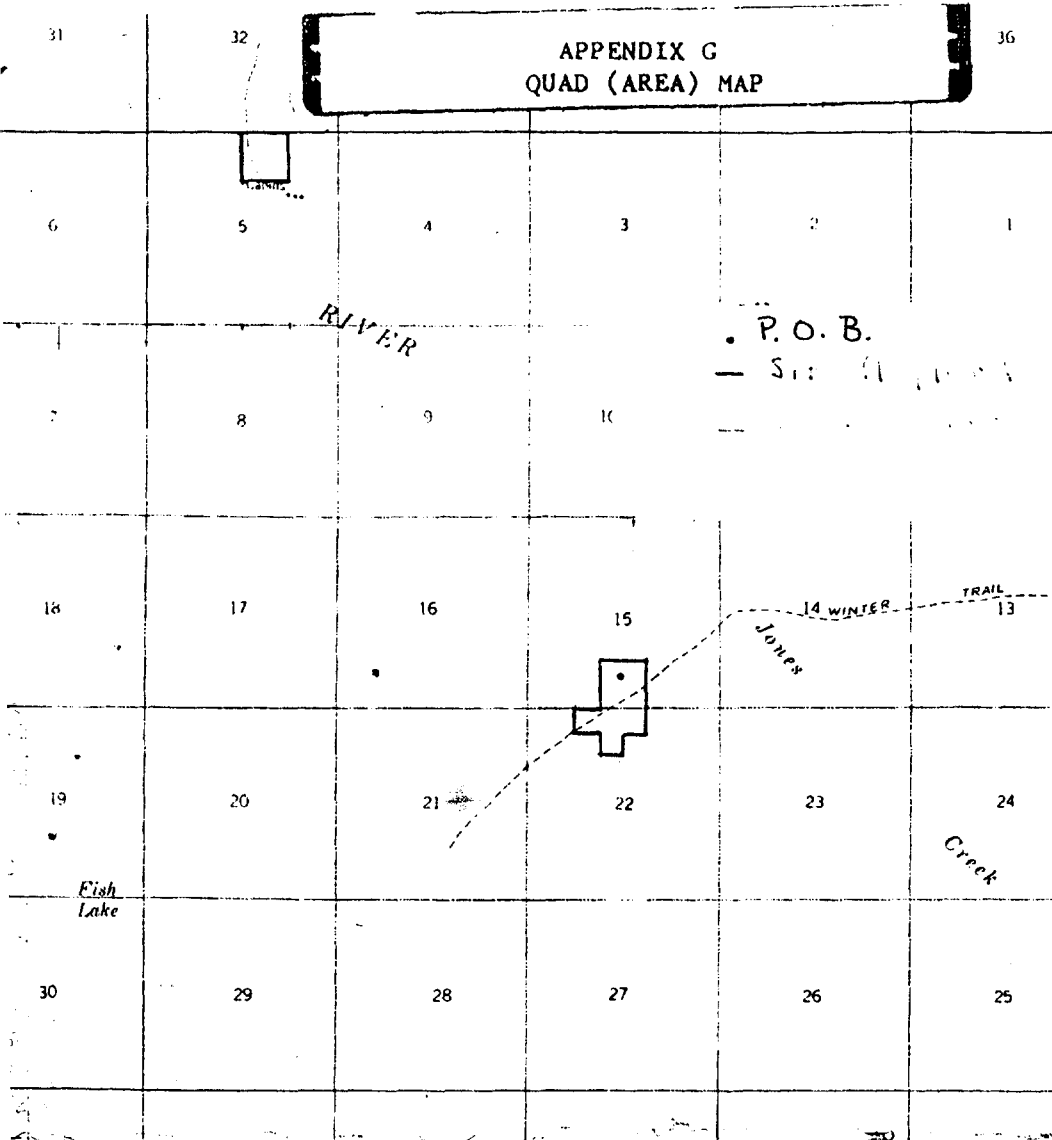 31 32 36
APPENDIX G
QUAD (AREA) MAP
6 5 4 3 2 1
RIVER
. P.O.B.
7 8 9 10
18 17 16 15 14 WINTER TRAIL 13
Jones
19 20 21 22 23 24
Creek
Fish
Lake
30 29 28 27 26 25